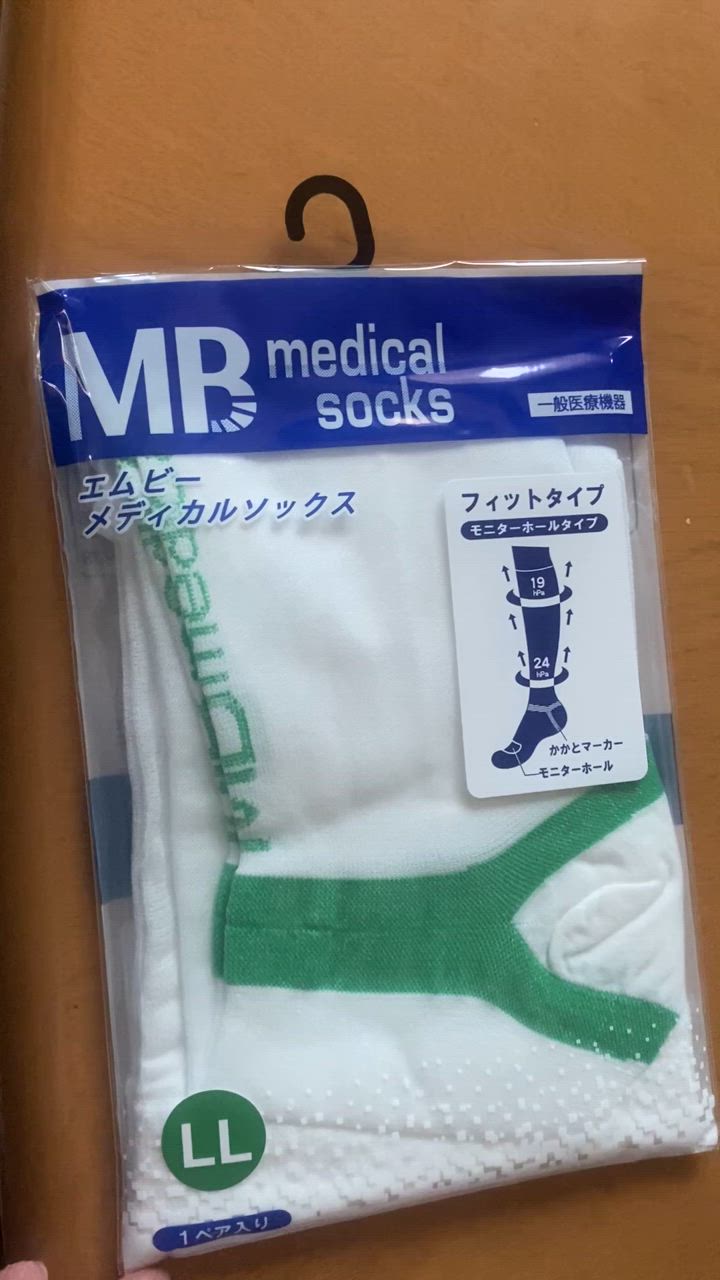 MB medical
socks
一般医療機器
エムビー
メディカルソックス
フィットタイプ
モニターホールタイプ
19
hPa
24
hPa
かかとマーカー
モニターホール
LL
1ペア入り